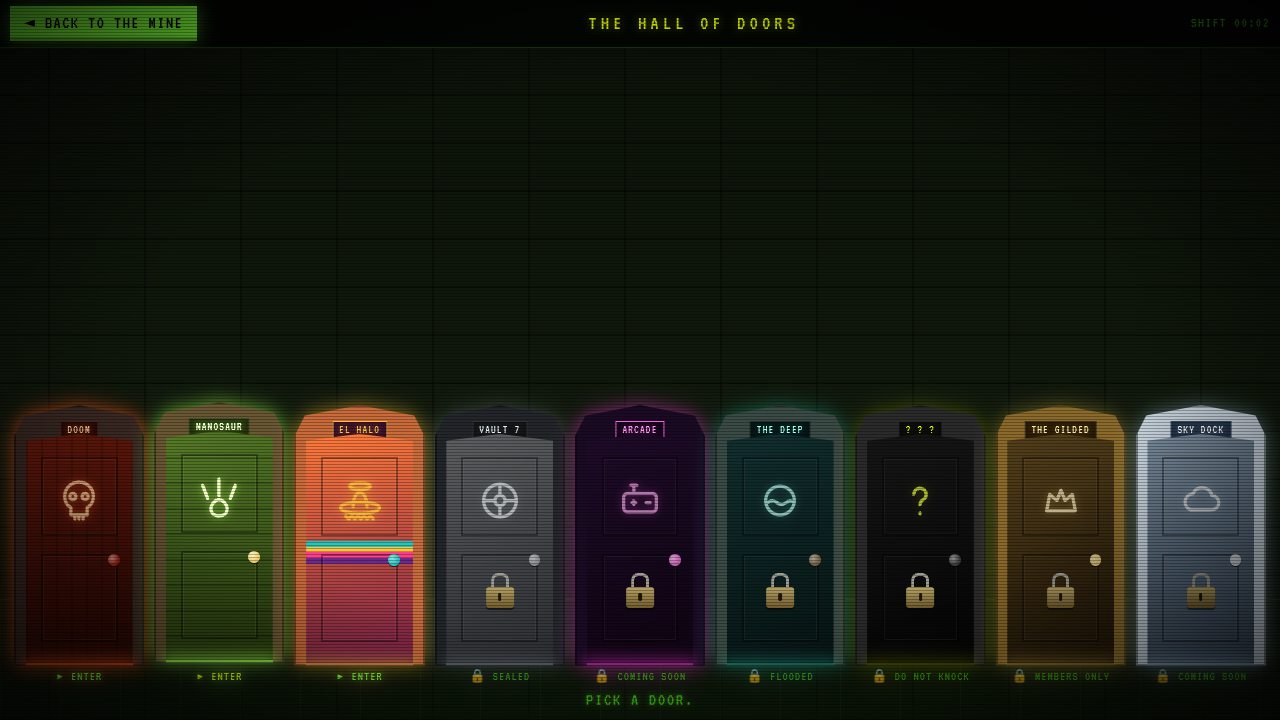 ◄ BACK TO THE MINE
THE HALL OF DOORS
SHIFT 00:02
DOOM
NANOSAUR
EL HALO
VAULT 7
ARCADE
THE DEEP
? ? ?
THE GILDED
SKY DOCK
?
► ENTER
► ENTER
► ENTER
🔒 SEALED
🔒 COMING SOON
🔒 FLOODED
🔒 DO NOT KNOCK
🔒 MEMBERS ONLY
🔒 COMING SOON
PICK A DOOR.